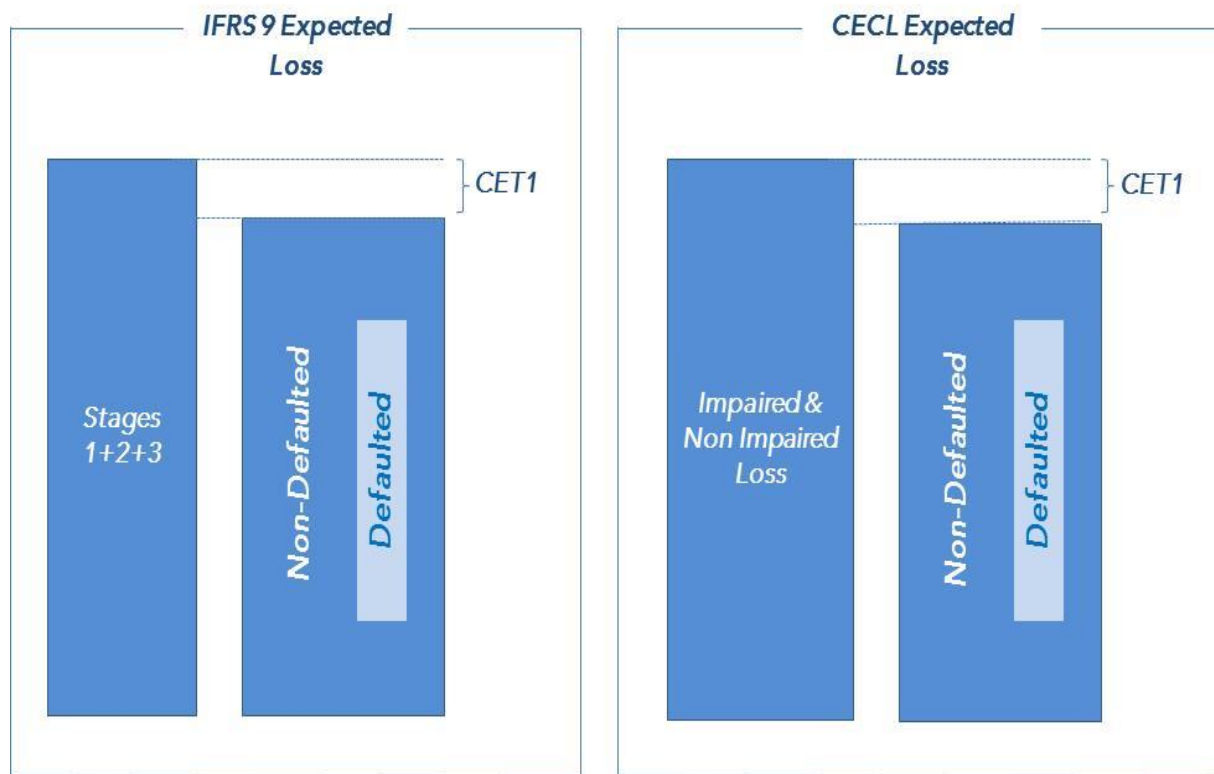 IFRS 9 Expected
Loss
CET1
Stages
1+2+3
Non-Defaulted
Defaulted
CECL Expected
Loss
CET1
Impaired &
Non Impaired
Loss
Non-Defaulted
Defaulted